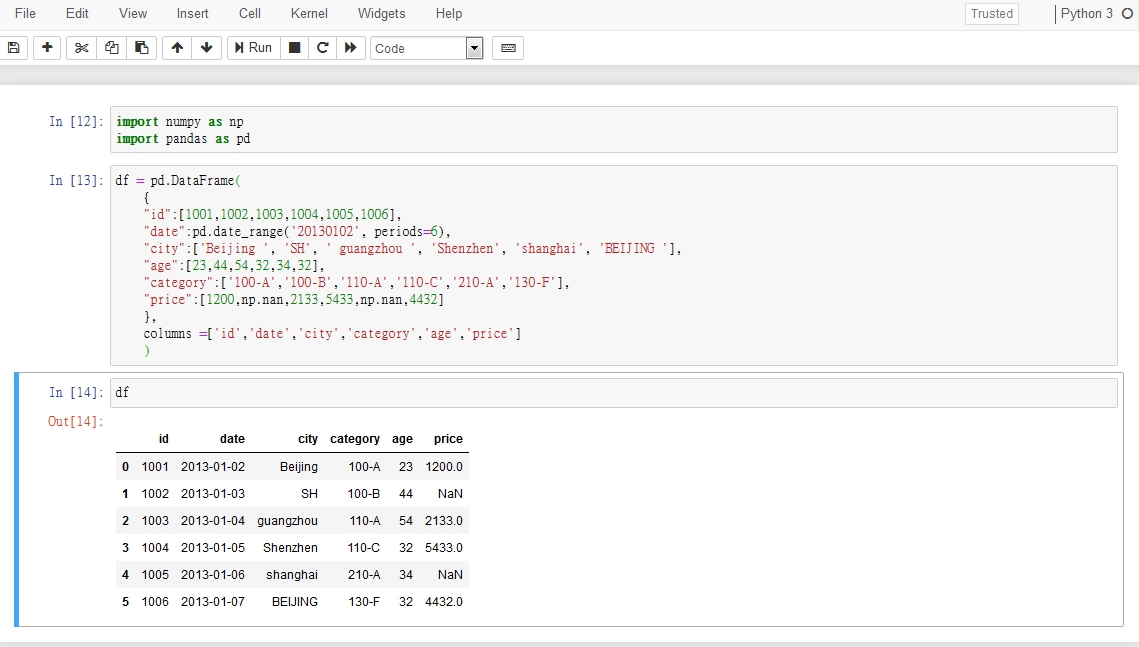 File Edit View Insert Cell Kernel Widgets Help Trusted Python 3
Run Code
In [12]: import numpy as np
import pandas as pd
In [13]: df = pd.DataFrame(
{
"id":[1001,1002,1003,1004,1005,1006],
"date":pd.date_range('20130102', periods=6),
"city":['Beijing ', 'SH', ' guangzhou ', 'Shenzhen', 'shanghai', 'BEIJING '],
"age":[23,44,54,32,34,32],
"category":['100-A','100-B','110-A','110-C','210-A','130-F'],
"price":[1200,np.nan,2133,5433,np.nan,4432]
},
columns =['id','date','city','category','age','price']
)
In [14]: df
Out[14]:
id date city category age price
0 1001 2013-01-02 Beijing 100-A 23 1200.0
1 1002 2013-01-03 SH 100-B 44 NaN
2 1003 2013-01-04 guangzhou 110-A 54 2133.0
3 1004 2013-01-05 Shenzhen 110-C 32 5433.0
4 1005 2013-01-06 shanghai 210-A 34 NaN
5 1006 2013-01-07 BEIJING 130-F 32 4432.0